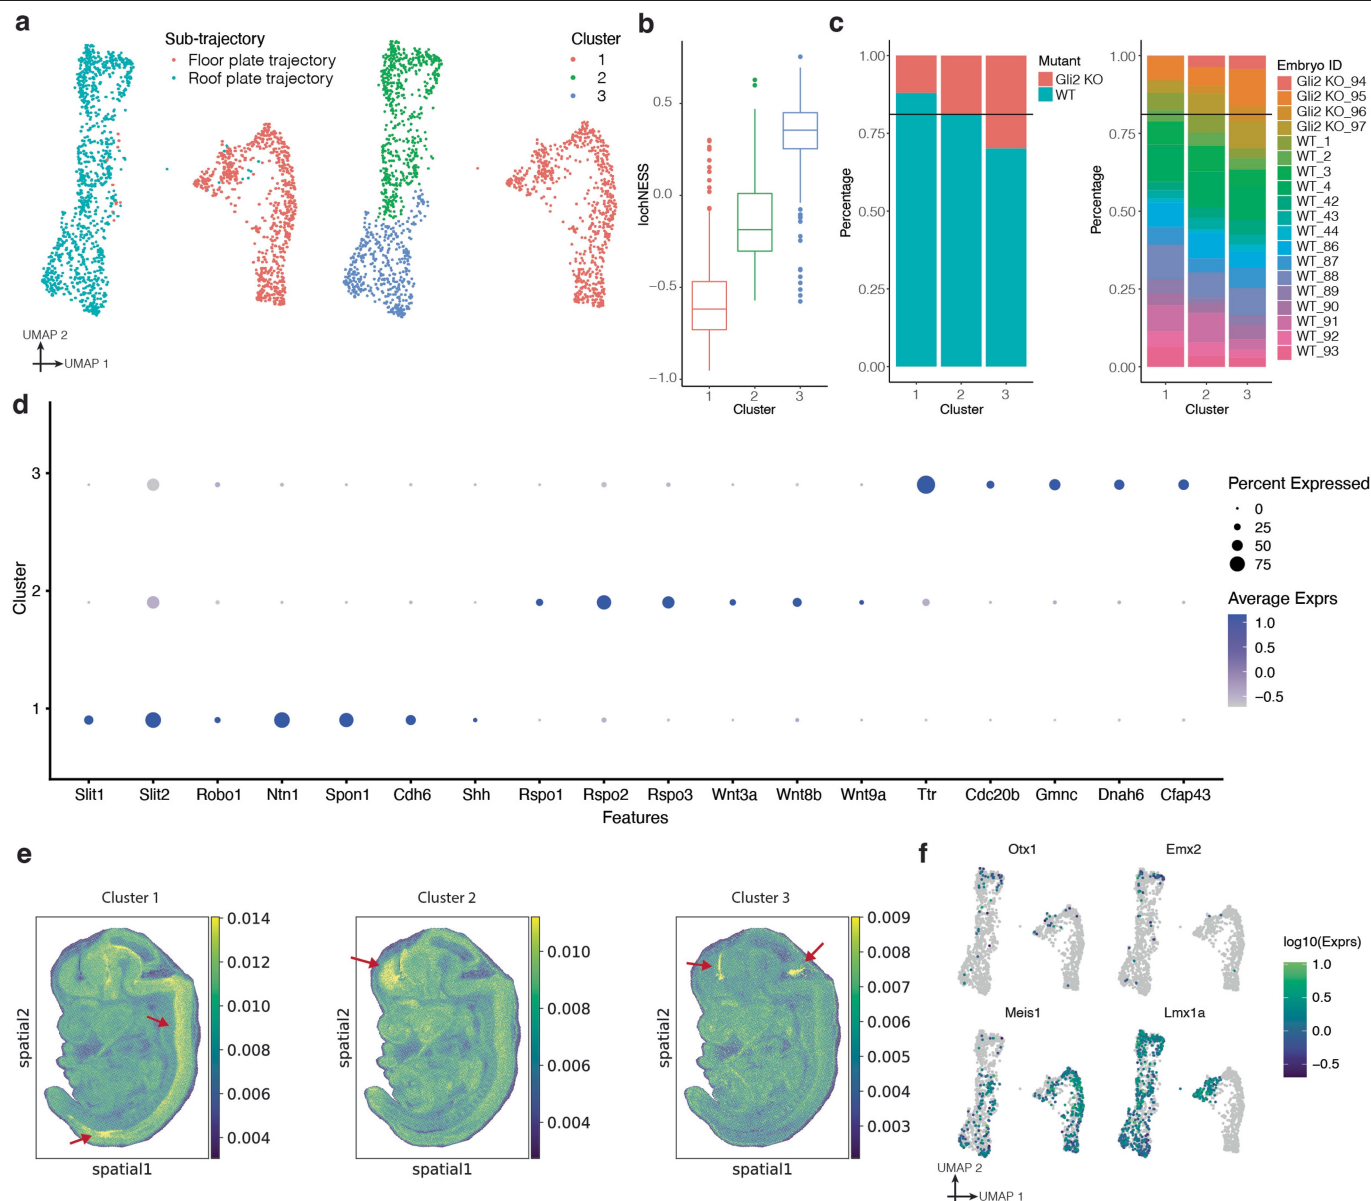 a
Sub-trajectory
Floor plate trajectory
Roof plate trajectory
Cluster
1
2
3
UMAP 2
UMAP 1
b
0.5
0.0
−0.5
−1.0
lochNESS
1 2 3
Cluster
c
1.00
0.75
0.50
0.25
0.00
Percentage
1 2 3
Cluster
Mutant
Gli2 KO
WT
1.00
0.75
0.50
0.25
0.00
Percentage
1 2 3
Cluster
Embryo ID
Gli2 KO_94
Gli2 KO_95
Gli2 KO_96
Gli2 KO_97
WT_1
WT_2
WT_3
WT_4
WT_42
WT_43
WT_44
WT_86
WT_87
WT_88
WT_89
WT_90
WT_91
WT_92
WT_93
d
3
2
1
Cluster
Slit1 Slit2 Robo1 Ntn1 Spon1 Cdh6 Shh Rspo1 Rspo2 Rspo3 Wnt3a Wnt8b Wnt9a Ttr Cdc20b Gmnc Dnah6 Cfap43
Features
Percent Expressed
0
25
50
75
Average Exprs
1.0
0.5
0.0
−0.5
e
Cluster 1
0.014
0.012
0.010
0.008
0.006
0.004
spatial2
spatial1
Cluster 2
0.010
0.008
0.006
0.004
spatial2
spatial1
Cluster 3
0.009
0.008
0.007
0.006
0.005
0.004
0.003
spatial2
spatial1
f
Otx1
Emx2
Meis1
Lmx1a
log10(Exprs)
1.0
0.5
0.0
−0.5
UMAP 2
UMAP 1